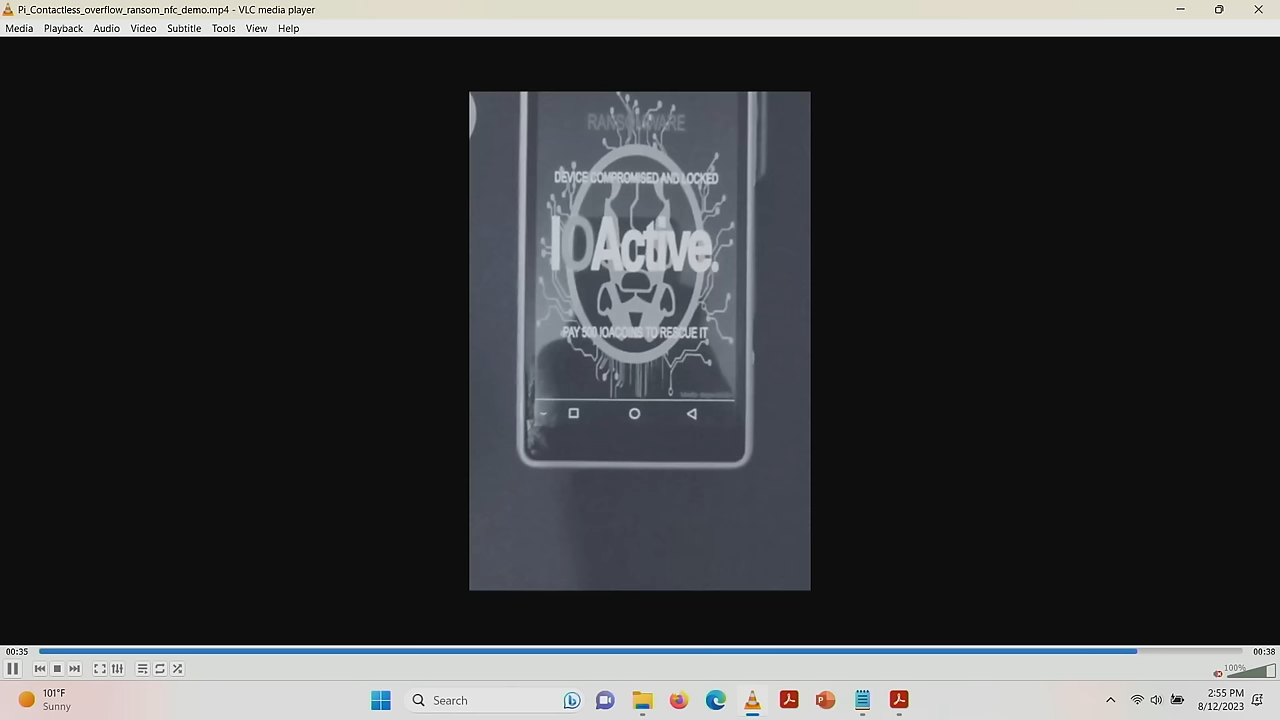 Pi_Contactless_overflow_ransom_nfc_demo.mp4 - VLC media player
Media Playback Audio Video Subtitle Tools View Help
RANSOMWARE
DEVICE COMPROMISED AND LOCKED
IOActive.
PAY 500 IOACOINS TO RESCUE IT
00:35
00:38
100%
101°F
Sunny
Search
2:55 PM
8/12/2023